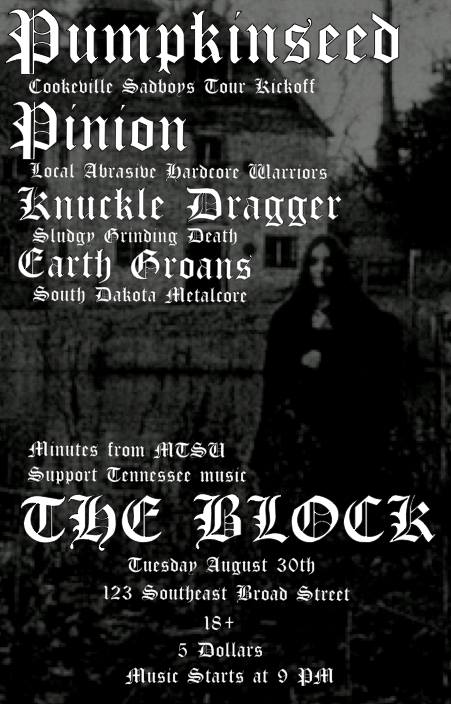 Pumpkinseed
Cookeville Sadboys Tour Kickoff
Pinion
Local Abrasive Hardcore Warriors
Knuckle Dragger
Sludgy Grinding Death
Earth Groans
South Dakota Metalcore
Minutes from MTSU
Support Tennessee music
THE BLOCK
Tuesday August 30th
123 Southeast Broad Street
18+
5 Dollars
Music Starts at 9 PM